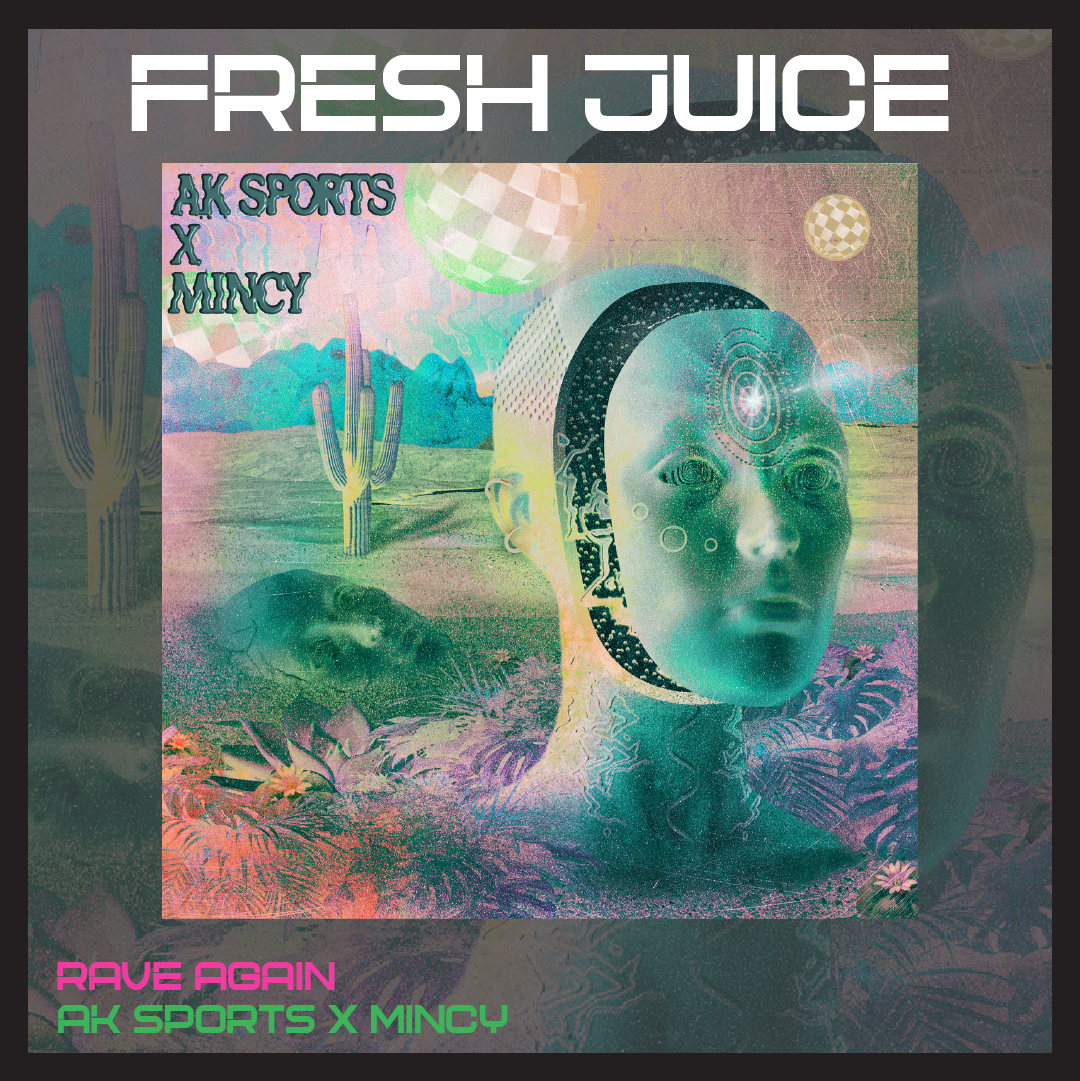 FRESH JUICE
AK SPORTS
X
MINCY
RAVE AGAIN
AK SPORTS X MINCY